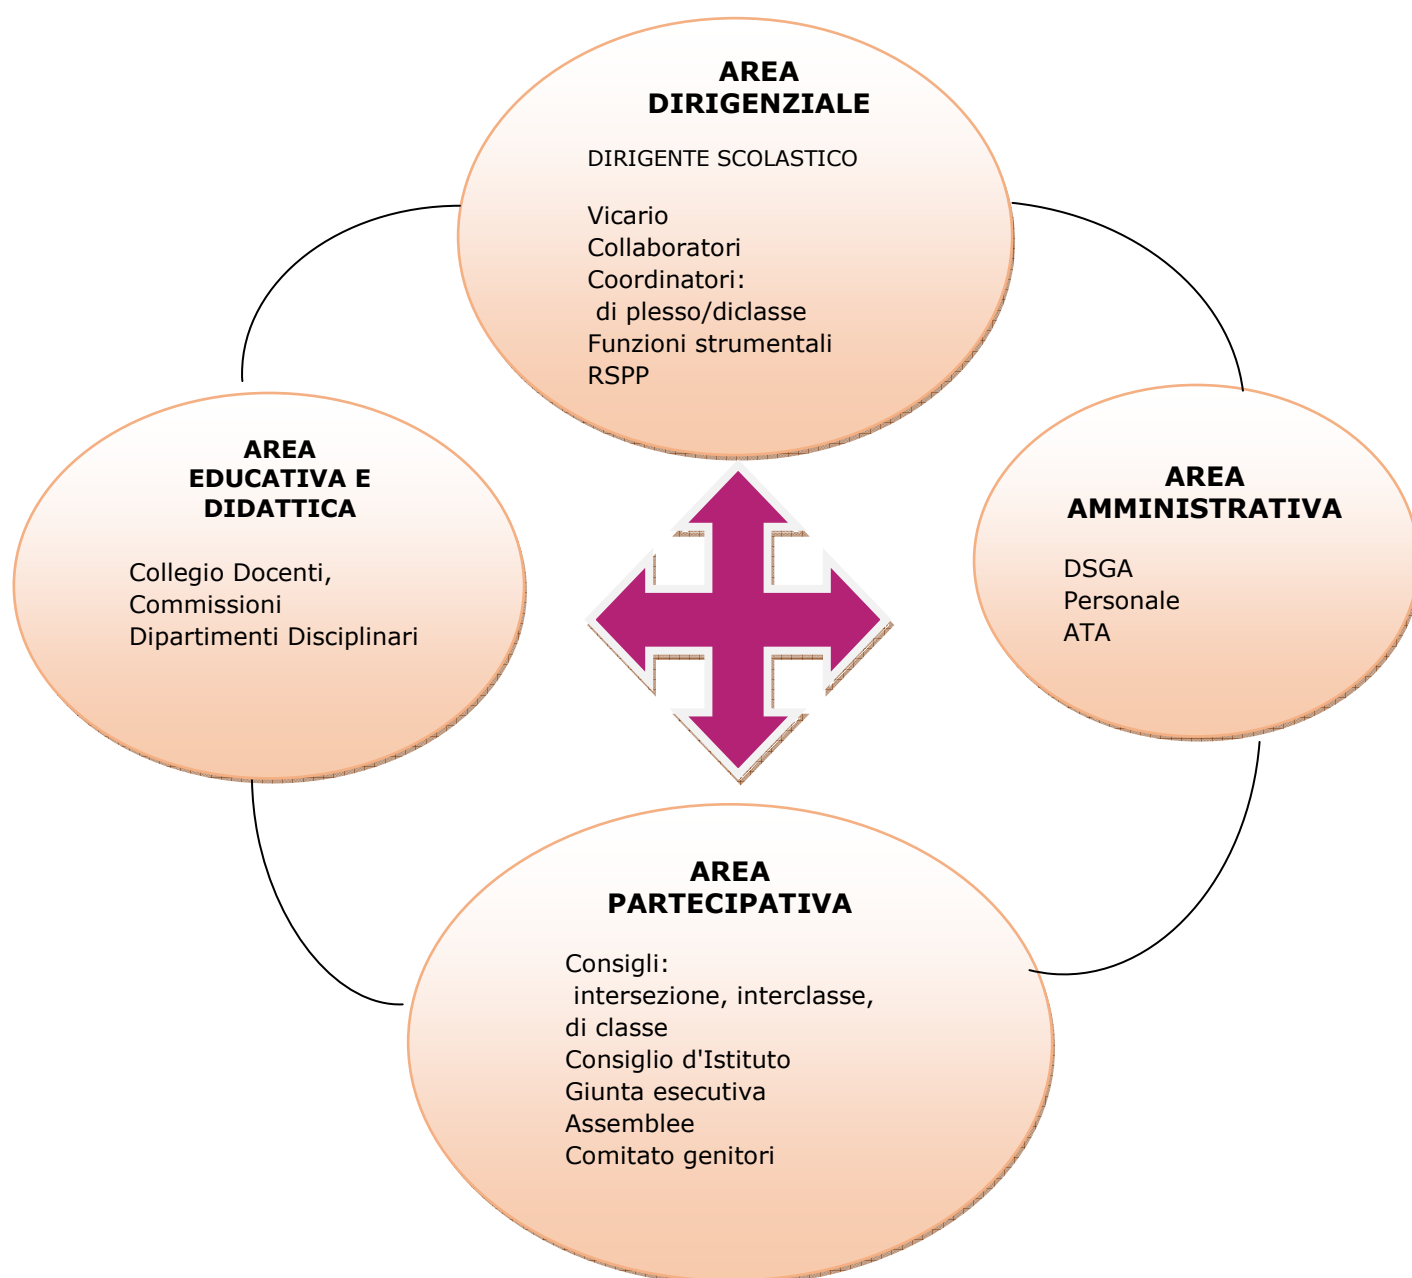 AREA
DIRIGENZIALE
DIRIGENTE SCOLASTICO
Vicario
Collaboratori
Coordinatori:
di plesso/diclasse
Funzioni strumentali
RSPP
AREA
EDUCATIVA E
DIDATTICA
Collegio Docenti,
Commissioni
Dipartimenti Disciplinari
AREA
AMMINISTRATIVA
DSGA
Personale
ATA
AREA
PARTECIPATIVA
Consigli:
intersezione, interclasse,
di classe
Consiglio d'Istituto
Giunta esecutiva
Assemblee
Comitato genitori